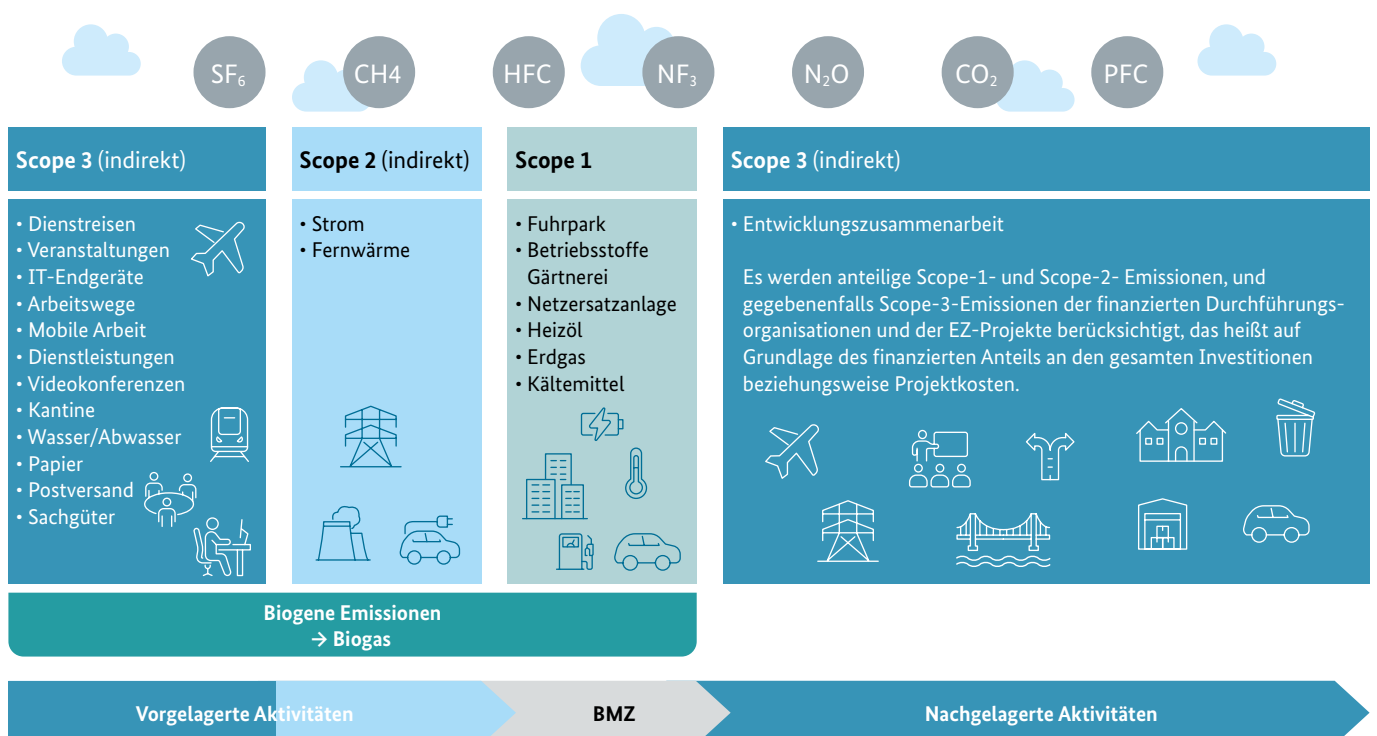 SF₆
CH4
HFC
NF₃
N₂O
CO₂
PFC
Scope 3 (indirekt)
• Dienstreisen
• Veranstaltungen
• IT-Endgeräte
• Arbeitswege
• Mobile Arbeit
• Dienstleistungen
• Videokonferenzen
• Kantine
• Wasser/Abwasser
• Papier
• Postversand
• Sachgüter
Scope 2 (indirekt)
• Strom
• Fernwärme
Scope 1
• Fuhrpark
• Betriebsstoffe
Gärtnerei
• Netzersatzanlage
• Heizöl
• Erdgas
• Kältemittel
Scope 3 (indirekt)
• Entwicklungszusammenarbeit
Es werden anteilige Scope-1- und Scope-2- Emissionen, und
gegebenenfalls Scope-3-Emissionen der finanzierten Durchführungs-
organisationen und der EZ-Projekte berücksichtigt, das heißt auf
Grundlage des finanzierten Anteils an den gesamten Investitionen
beziehungsweise Projektkosten.
Biogene Emissionen
→ Biogas
Vorgelagerte Aktivitäten
BMZ
Nachgelagerte Aktivitäten